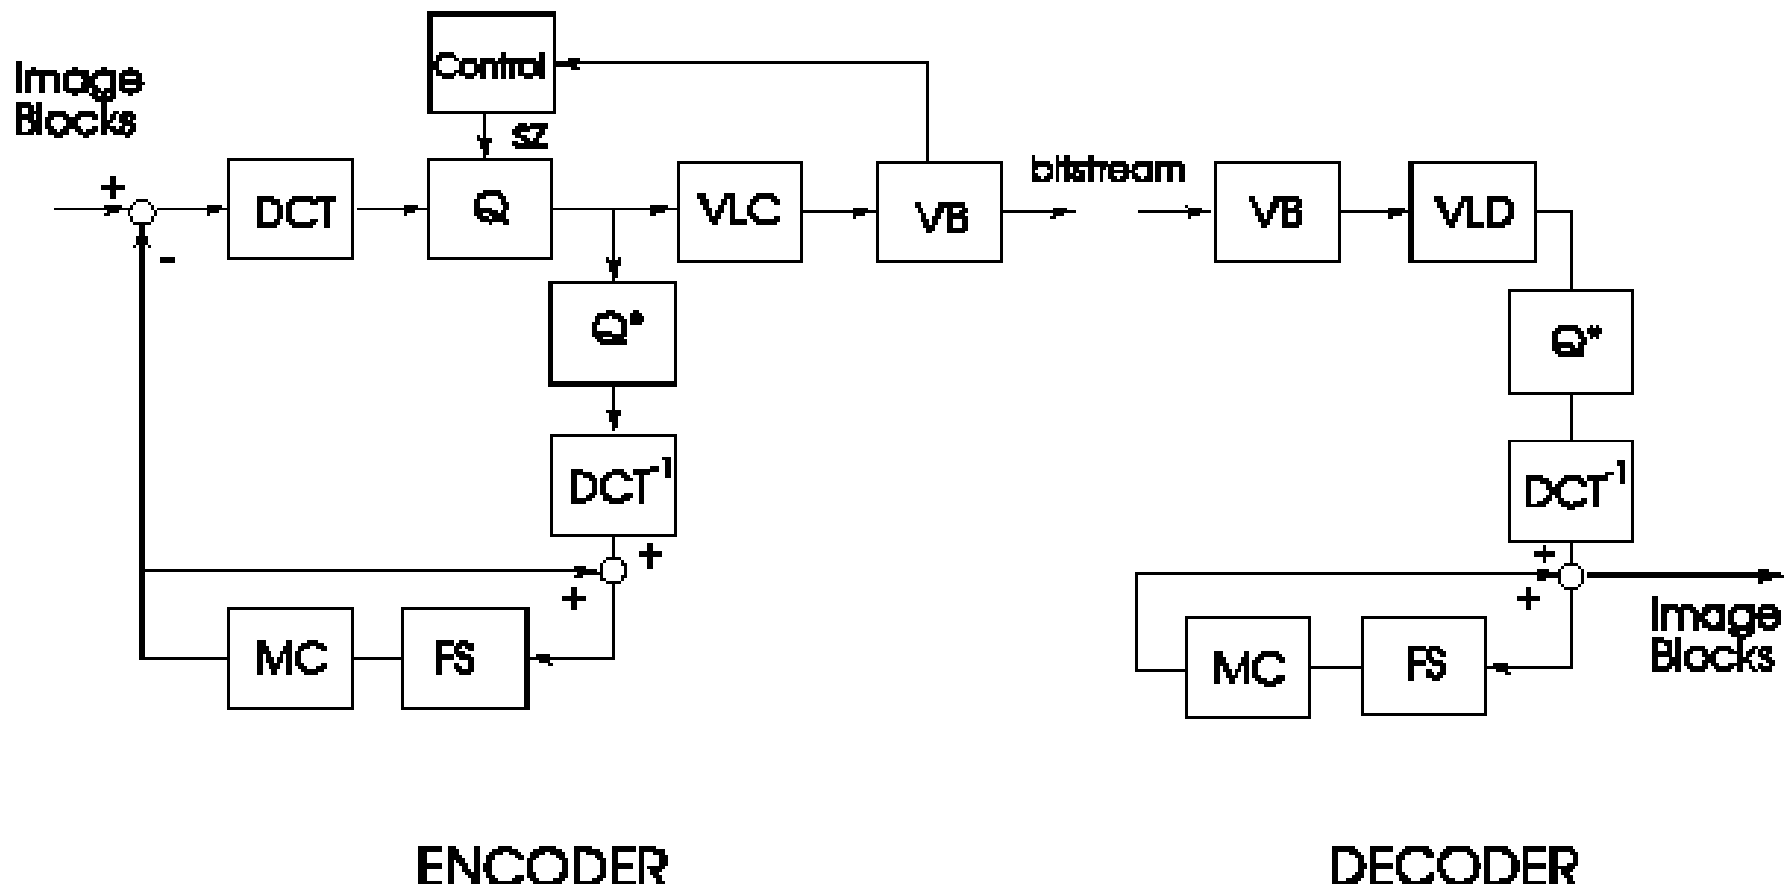 Control
Image
Blocks
SZ
+
DCT
Q
VLC
VB
bitstream
VB
VLD
-
Q*
Q*
DCT-1
DCT-1
+
+
+
+
MC
FS
MC
FS
Image
Blocks
ENCODER
DECODER